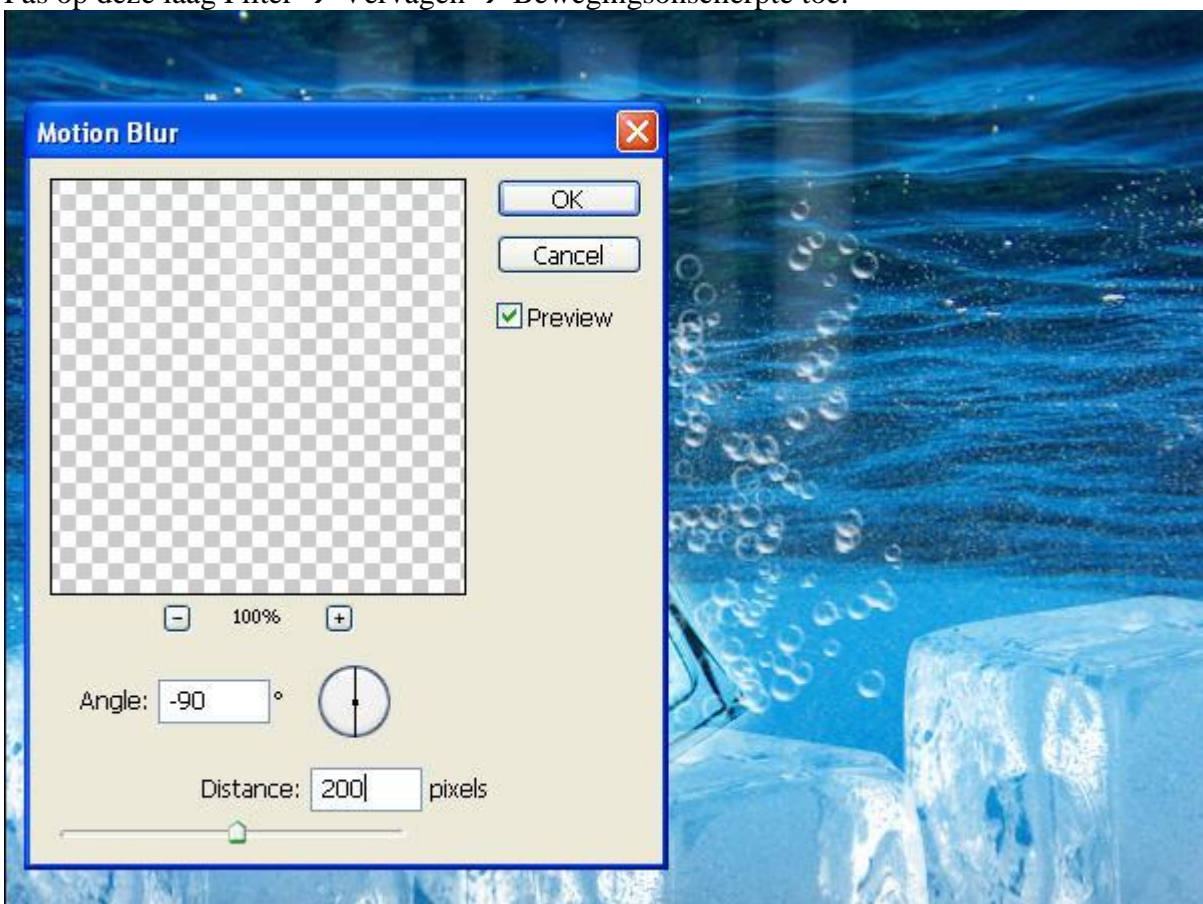 Pas op deze laag Filter → Vervagen → Bewegingsonscherpte toe.
Motion Blur
OK
Cancel
Preview
100%
Angle: -90 °
Distance: 200 pixels